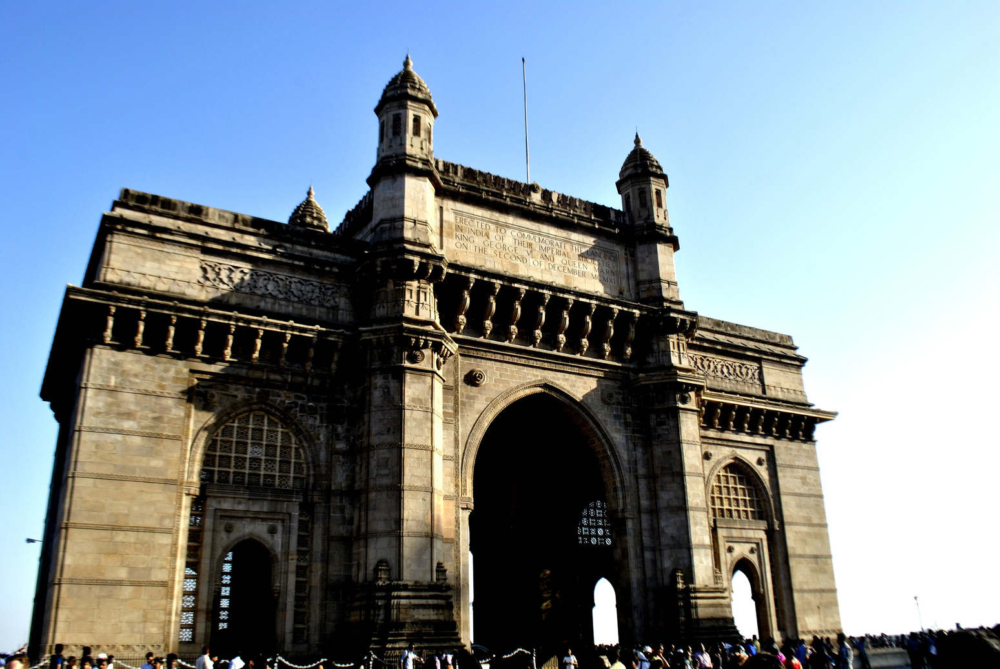 ERECTED TO COMMEMORATE THE LANDING
IN INDIA OF THEIR IMPERIAL MAJESTIES
KING GEORGE V AND QUEEN MARY
ON THE SECOND OF DECEMBER MCMXI